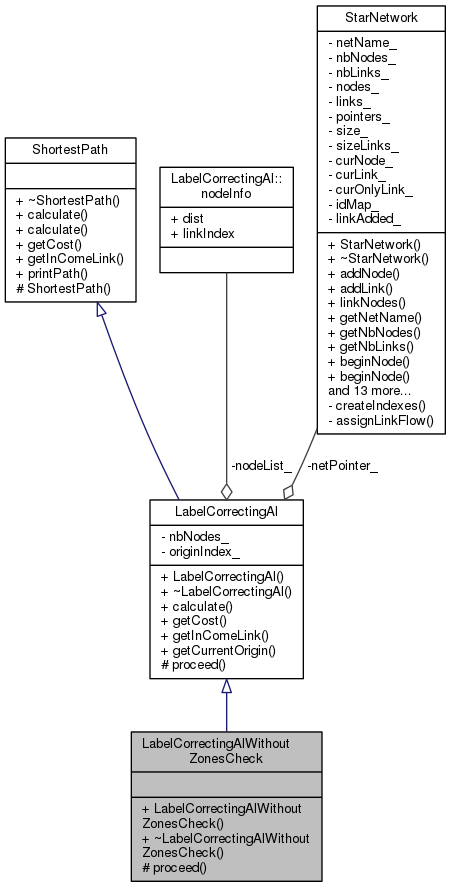 StarNetwork
- netName_
- nbNodes_
- nbLinks_
- nodes_
- links_
- pointers_
- size_
- sizeLinks_
- curNode_
- curLink_
- curOnlyLink_
- idMap_
- linkAdded_
+ StarNetwork()
+ ~StarNetwork()
+ addNode()
+ addLink()
+ linkNodes()
+ getNetName()
+ getNbNodes()
+ getNbLinks()
+ beginNode()
+ beginNode()
and 13 more...
- createIndexes()
- assignLinkFlow()
ShortestPath
+ ~ShortestPath()
+ calculate()
+ calculate()
+ getCost()
+ getInComeLink()
+ printPath()
# ShortestPath()
LabelCorrectingAl::
nodeInfo
+ dist
+ linkIndex
-nodeList_
-netPointer_
LabelCorrectingAl
- nbNodes_
- originIndex_
+ LabelCorrectingAl()
+ ~LabelCorrectingAl()
+ calculate()
+ getCost()
+ getInComeLink()
+ getCurrentOrigin()
# proceed()
LabelCorrectingAlWithout
ZonesCheck
+ LabelCorrectingAlWithout
ZonesCheck()
+ ~LabelCorrectingAlWithout
ZonesCheck()
# proceed()